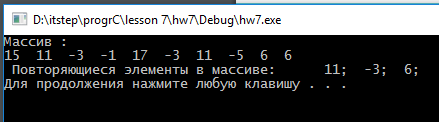 D:\itstep\progrC\lesson 7\hw7\Debug\hw7.exe
Массив :
15 11 -3 -1 17 -3 11 -5 6 6
Повторяющиеся элементы в массиве: 11; -3; 6;
Для продолжения нажмите любую клавишу . . .